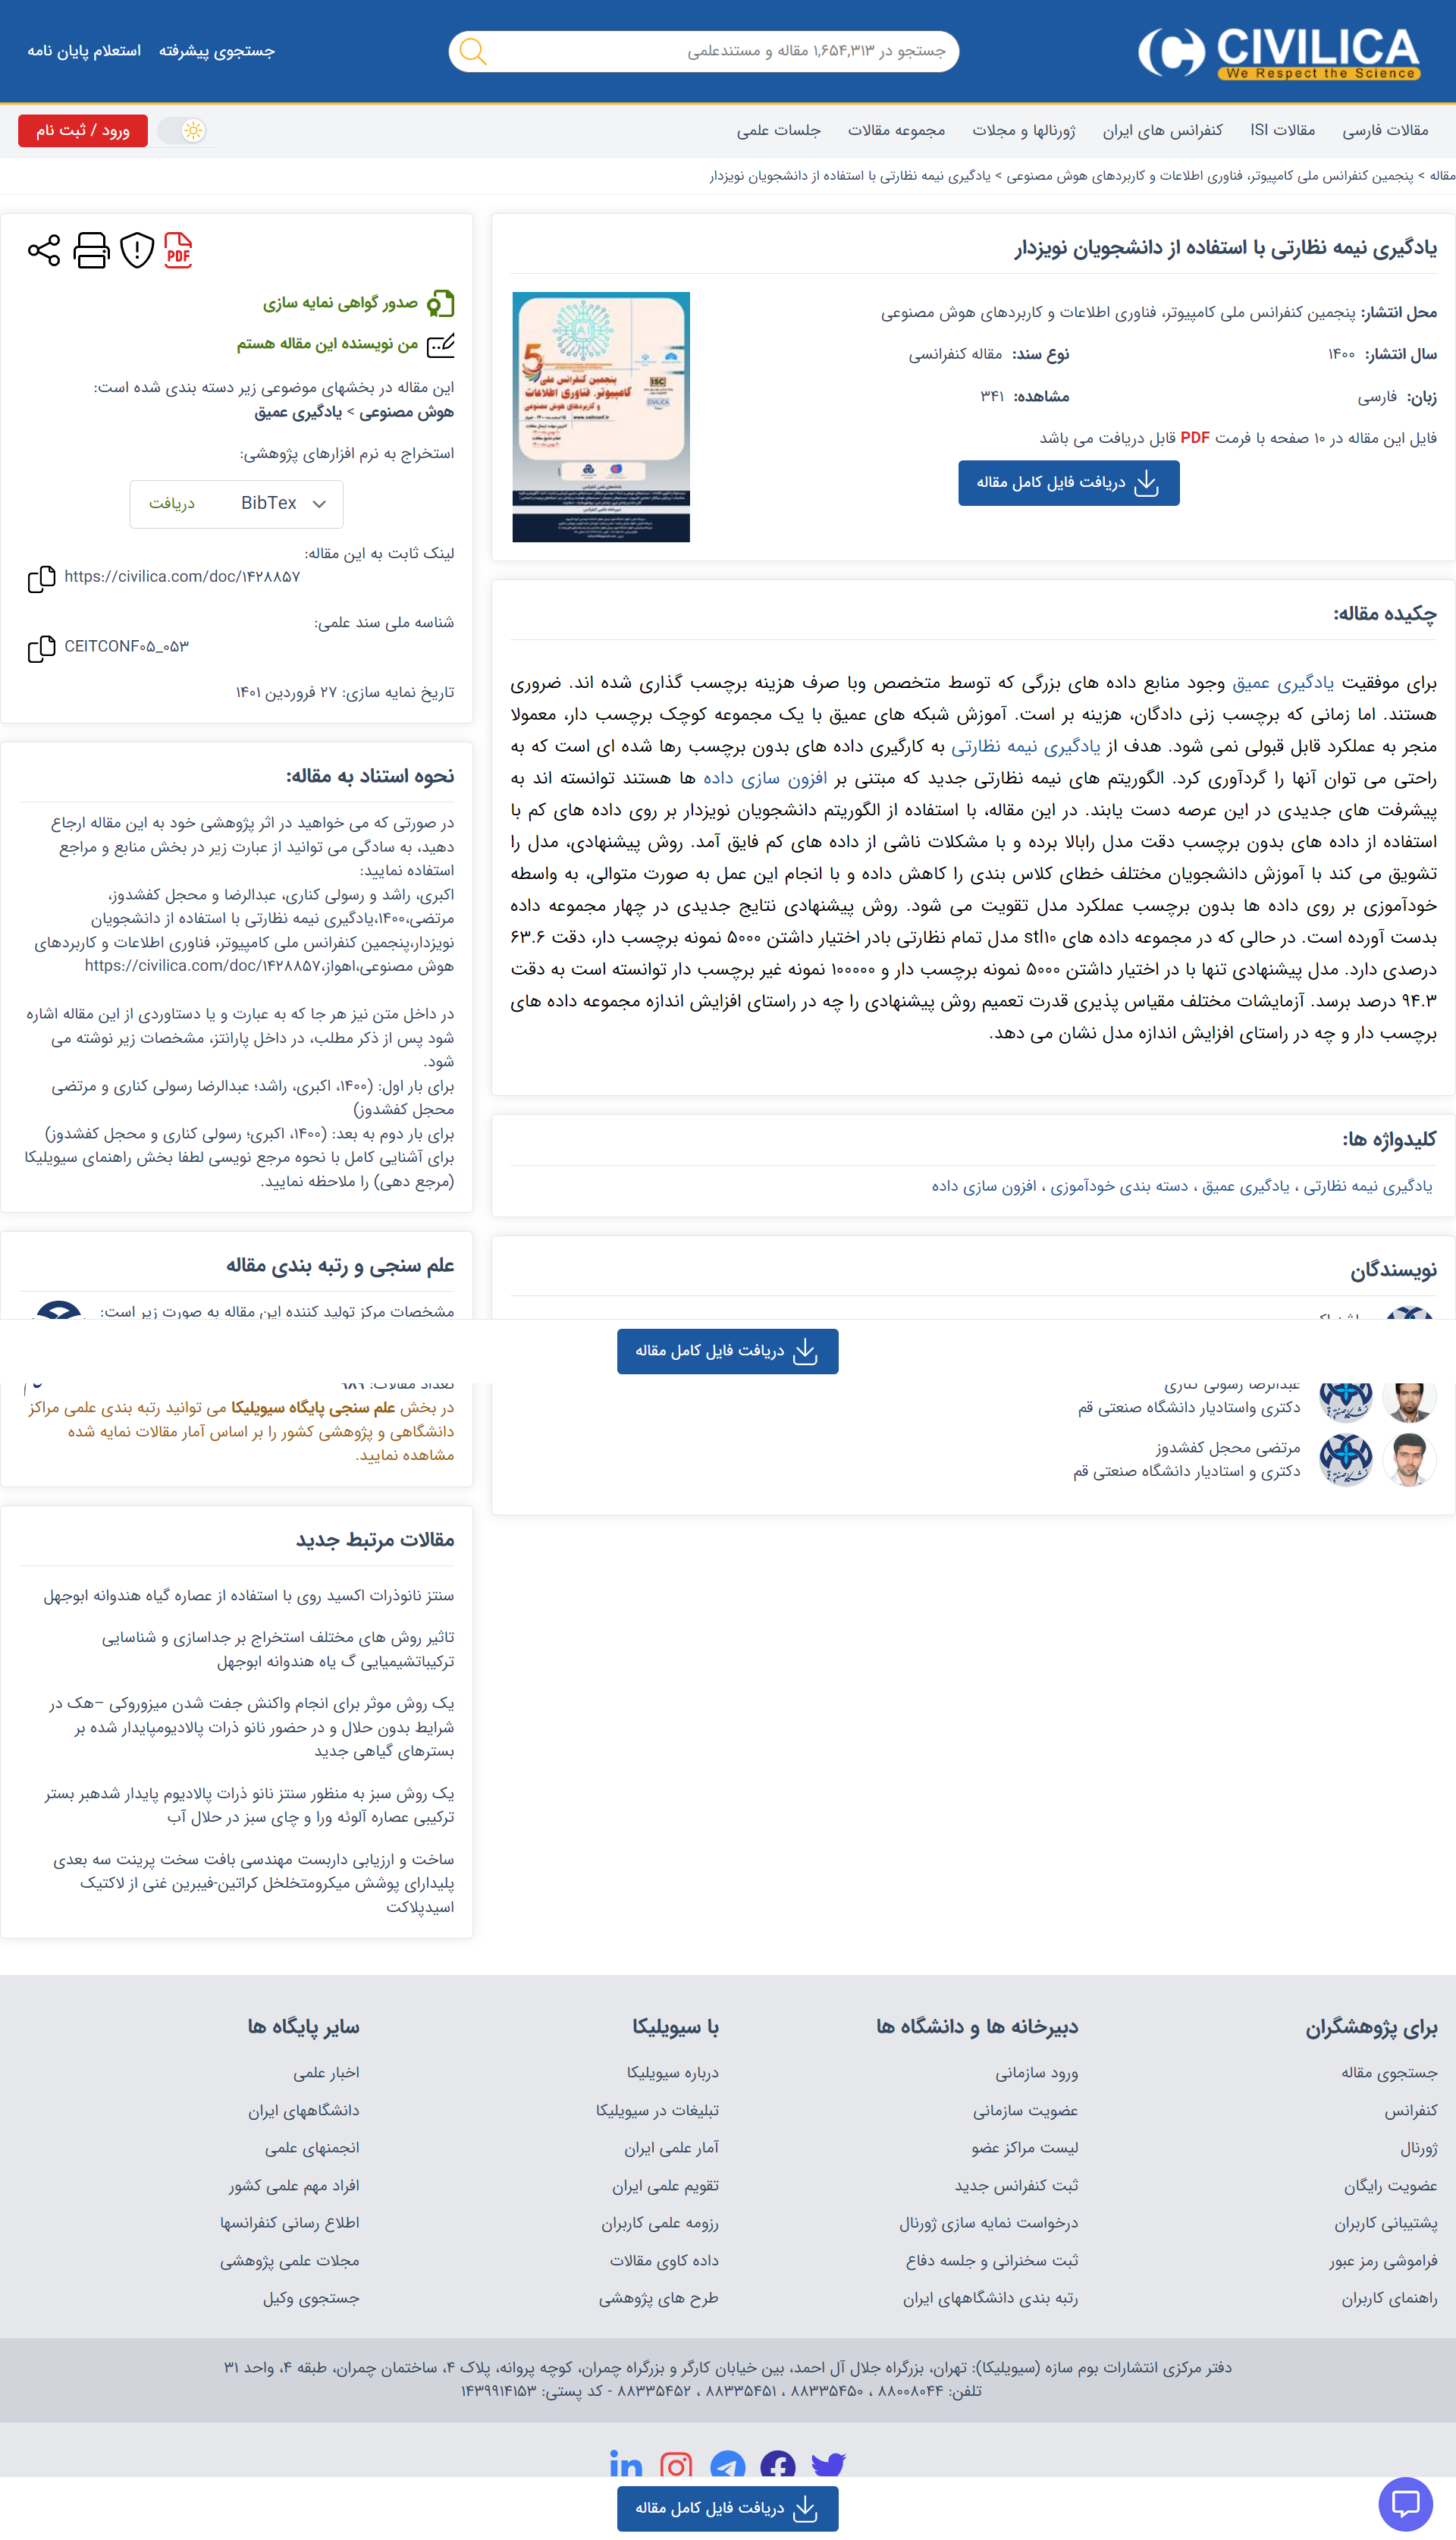 CIVILICA
We Respect the Science
جستجو در ۱,۶۵۴,۳۱۳ مقاله و مستندعلمی
جستجوی پیشرفته
استعلام پایان نامه
مقالات فارسی
مقالات ISI
کنفرانس های ایران
ژورنالها و مجلات
مجموعه مقالات
جلسات علمی
ورود / ثبت نام
مقاله > پنجمین کنفرانس ملی کامپیوتر، فناوری اطلاعات و کاربردهای هوش مصنوعی > یادگیری نیمه نظارتی با استفاده از دانشجویان نویزدار
یادگیری نیمه نظارتی با استفاده از دانشجویان نویزدار
محل انتشار: پنجمین کنفرانس ملی کامپیوتر، فناوری اطلاعات و کاربردهای هوش مصنوعی
سال انتشار: ۱۴۰۰
نوع سند: مقاله کنفرانسی
زبان: فارسی
مشاهده: ۳۴۱
فایل این مقاله در ۱۰ صفحه با فرمت PDF قابل دریافت می باشد
دریافت فایل کامل مقاله
AI
5
پنجمین کنفرانس ملی
کامپیوتر، فناوری اطلاعات
و کاربردهای هوش مصنوعی
ISC
CIVILICA
چکیده مقاله:
برای موفقیت یادگیری عمیق وجود منابع داده های بزرگی که توسط متخصص وبا صرف هزینه برچسب گذاری شده اند. ضروری
هستند. اما زمانی که برچسب زنی دادگان، هزینه بر است. آموزش شبکه های عمیق با یک مجموعه کوچک برچسب دار، معمولا
منجر به عملکرد قابل قبولی نمی شود. هدف از یادگیری نیمه نظارتی به کارگیری داده های بدون برچسب رها شده ای است که به
راحتی می توان آنها را گردآوری کرد. الگوریتم های نیمه نظارتی جدید که مبتنی بر افزون سازی داده ها هستند توانسته اند به
پیشرفت های جدیدی در این عرصه دست یابند. در این مقاله، با استفاده از الگوریتم دانشجویان نویزدار بر روی داده های کم با
استفاده از داده های بدون برچسب دقت مدل رابالا برده و با مشکلات ناشی از داده های کم فایق آمد. روش پیشنهادی، مدل را
تشویق می کند با آموزش دانشجویان مختلف خطای کلاس بندی را کاهش داده و با انجام این عمل به صورت متوالی، به واسطه
خودآموزی بر روی داده ها بدون برچسب عملکرد مدل تقویت می شود. روش پیشنهادی نتایج جدیدی در چهار مجموعه داده
بدست آورده است. در حالی که در مجموعه داده های stl۱۰ مدل تمام نظارتی بادر اختیار داشتن ۵۰۰۰ نمونه برچسب دار، دقت ۶۳.۶
درصدی دارد. مدل پیشنهادی تنها با در اختیار داشتن ۵۰۰۰ نمونه برچسب دار و ۱۰۰۰۰۰ نمونه غیر برچسب دار توانسته است به دقت
۹۴.۳ درصد برسد. آزمایشات مختلف مقیاس پذیری قدرت تعمیم روش پیشنهادی را چه در راستای افزایش اندازه مجموعه داده های
برچسب دار و چه در راستای افزایش اندازه مدل نشان می دهد.
کلیدواژه ها:
یادگیری نیمه نظارتی ، یادگیری عمیق ، دسته بندی خودآموزی ، افزون سازی داده
نویسندگان
عبدالرضا رسولی کناری
دکتری واستادیار دانشگاه صنعتی قم
مرتضی محجل کفشدوز
دکتری و استادیار دانشگاه صنعتی قم
PDF
صدور گواهی نمایه سازی
من نویسنده این مقاله هستم
این مقاله در بخشهای موضوعی زیر دسته بندی شده است:
هوش مصنوعی > یادگیری عمیق
استخراج به نرم افزارهای پژوهشی:
BibTex
دریافت
لینک ثابت به این مقاله:
https://civilica.com/doc/۱۴۲۸۸۵۷
شناسه ملی سند علمی:
CEITCONF۰۵_۰۵۳
تاریخ نمایه سازی: ۲۷ فروردین ۱۴۰۱
نحوه استناد به مقاله:
در صورتی که می خواهید در اثر پژوهشی خود به این مقاله ارجاع
دهید، به سادگی می توانید از عبارت زیر در بخش منابع و مراجع
استفاده نمایید:
اکبری، راشد و رسولی کناری، عبدالرضا و محجل کفشدوز،
مرتضی،۱۴۰۰،یادگیری نیمه نظارتی با استفاده از دانشجویان
نویزدار،پنجمین کنفرانس ملی کامپیوتر، فناوری اطلاعات و کاربردهای
هوش مصنوعی،اهواز،https://civilica.com/doc/۱۴۲۸۸۵۷
در داخل متن نیز هر جا که به عبارت و یا دستاوردی از این مقاله اشاره
شود پس از ذکر مطلب، در داخل پارانتز، مشخصات زیر نوشته می
شود.
برای بار اول: (۱۴۰۰، اکبری، راشد؛ عبدالرضا رسولی کناری و مرتضی
محجل کفشدوز)
برای بار دوم به بعد: (۱۴۰۰، اکبری؛ رسولی کناری و محجل کفشدوز)
برای آشنایی کامل با نحوه مرجع نویسی لطفا بخش راهنمای سیویلیکا
(مرجع دهی) را ملاحظه نمایید.
علم سنجی و رتبه بندی مقاله
مشخصات مرکز تولید کننده این مقاله به صورت زیر است:
دریافت فایل کامل مقاله
تعداد مقالات: ۹۸۹
در بخش علم سنجی پایگاه سیویلیکا می توانید رتبه بندی علمی مراکز
دانشگاهی و پژوهشی کشور را بر اساس آمار مقالات نمایه شده
مشاهده نمایید.
مقالات مرتبط جدید
سنتز نانوذرات اکسید روی با استفاده از عصاره گیاه هندوانه ابوجهل
تاثیر روش های مختلف استخراج بر جداسازی و شناسایی
ترکیباتشیمیایی گ یاه هندوانه ابوجهل
یک روش موثر برای انجام واکنش جفت شدن میزوروکی –هک در
شرایط بدون حلال و در حضور نانو ذرات پالادیومپایدار شده بر
بسترهای گیاهی جدید
یک روش سبز به منظور سنتز نانو ذرات پالادیوم پایدار شدهبر بستر
ترکیبی عصاره آلوئه ورا و چای سبز در حلال آب
ساخت و ارزیابی داربست مهندسی بافت سخت پرینت سه بعدی
پلیدارای پوشش میکرومتخلخل کراتین-فیبرین غنی از لاکتیک
اسیدپلاکت
برای پژوهشگران
جستجوی مقاله
کنفرانس
ژورنال
عضویت رایگان
پشتیبانی کاربران
فراموشی رمز عبور
راهنمای کاربران
دبیرخانه ها و دانشگاه ها
ورود سازمانی
عضویت سازمانی
لیست مراکز عضو
ثبت کنفرانس جدید
درخواست نمایه سازی ژورنال
ثبت سخنرانی و جلسه دفاع
رتبه بندی دانشگاههای ایران
با سیویلیکا
درباره سیویلیکا
تبلیغات در سیویلیکا
آمار علمی ایران
تقویم علمی ایران
رزومه علمی کاربران
داده کاوی مقالات
طرح های پژوهشی
سایر پایگاه ها
اخبار علمی
دانشگاههای ایران
انجمنهای علمی
افراد مهم علمی کشور
اطلاع رسانی کنفرانسها
مجلات علمی پژوهشی
جستجوی وکیل
دفتر مرکزی انتشارات بوم سازه (سیویلیکا): تهران، بزرگراه جلال آل احمد، بین خیابان کارگر و بزرگراه چمران، کوچه پروانه، پلاک ۴، ساختمان چمران، طبقه ۴، واحد ۳۱
تلفن: ۸۸۰۰۸۰۴۴ ، ۸۸۳۳۵۴۵۰ ، ۸۸۳۳۵۴۵۱ ، ۸۸۳۳۵۴۵۲ - کد پستی: ۱۴۳۹۹۱۴۱۵۳
دریافت فایل کامل مقاله